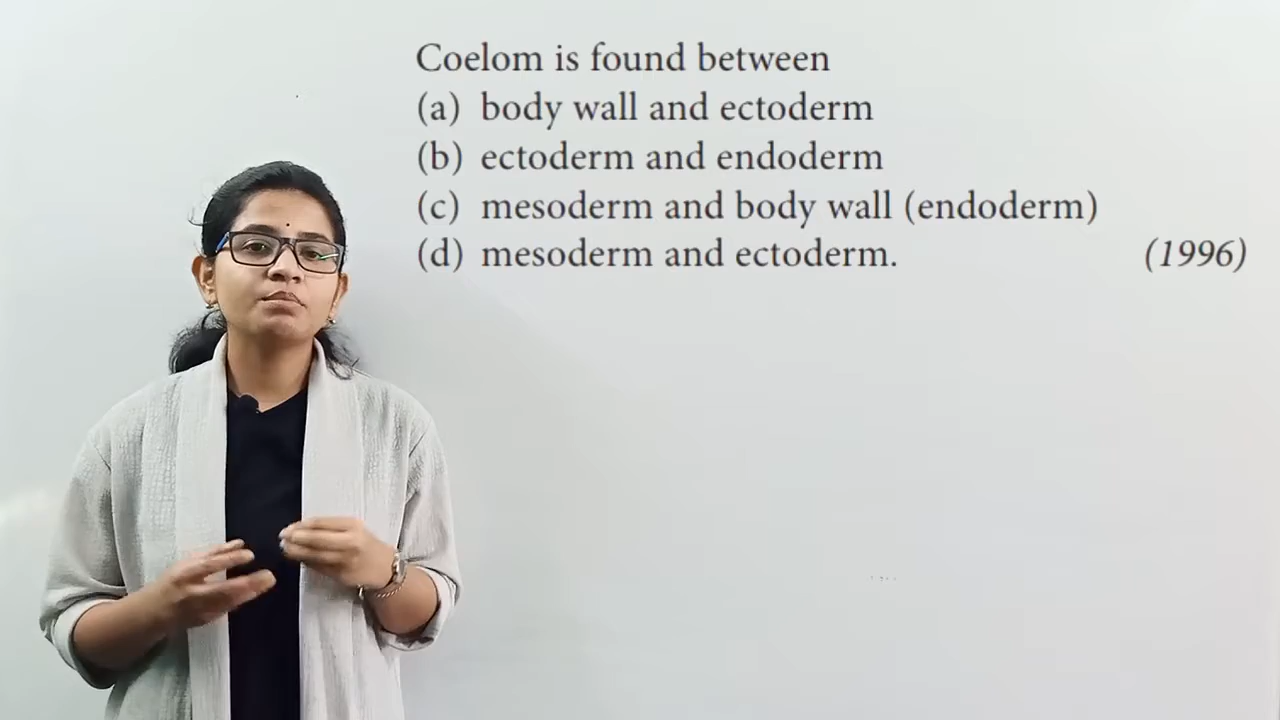 Coelom is found between
(a) body wall and ectoderm
(b) ectoderm and endoderm
(c) mesoderm and body wall (endoderm)
(d) mesoderm and ectoderm. (1996)